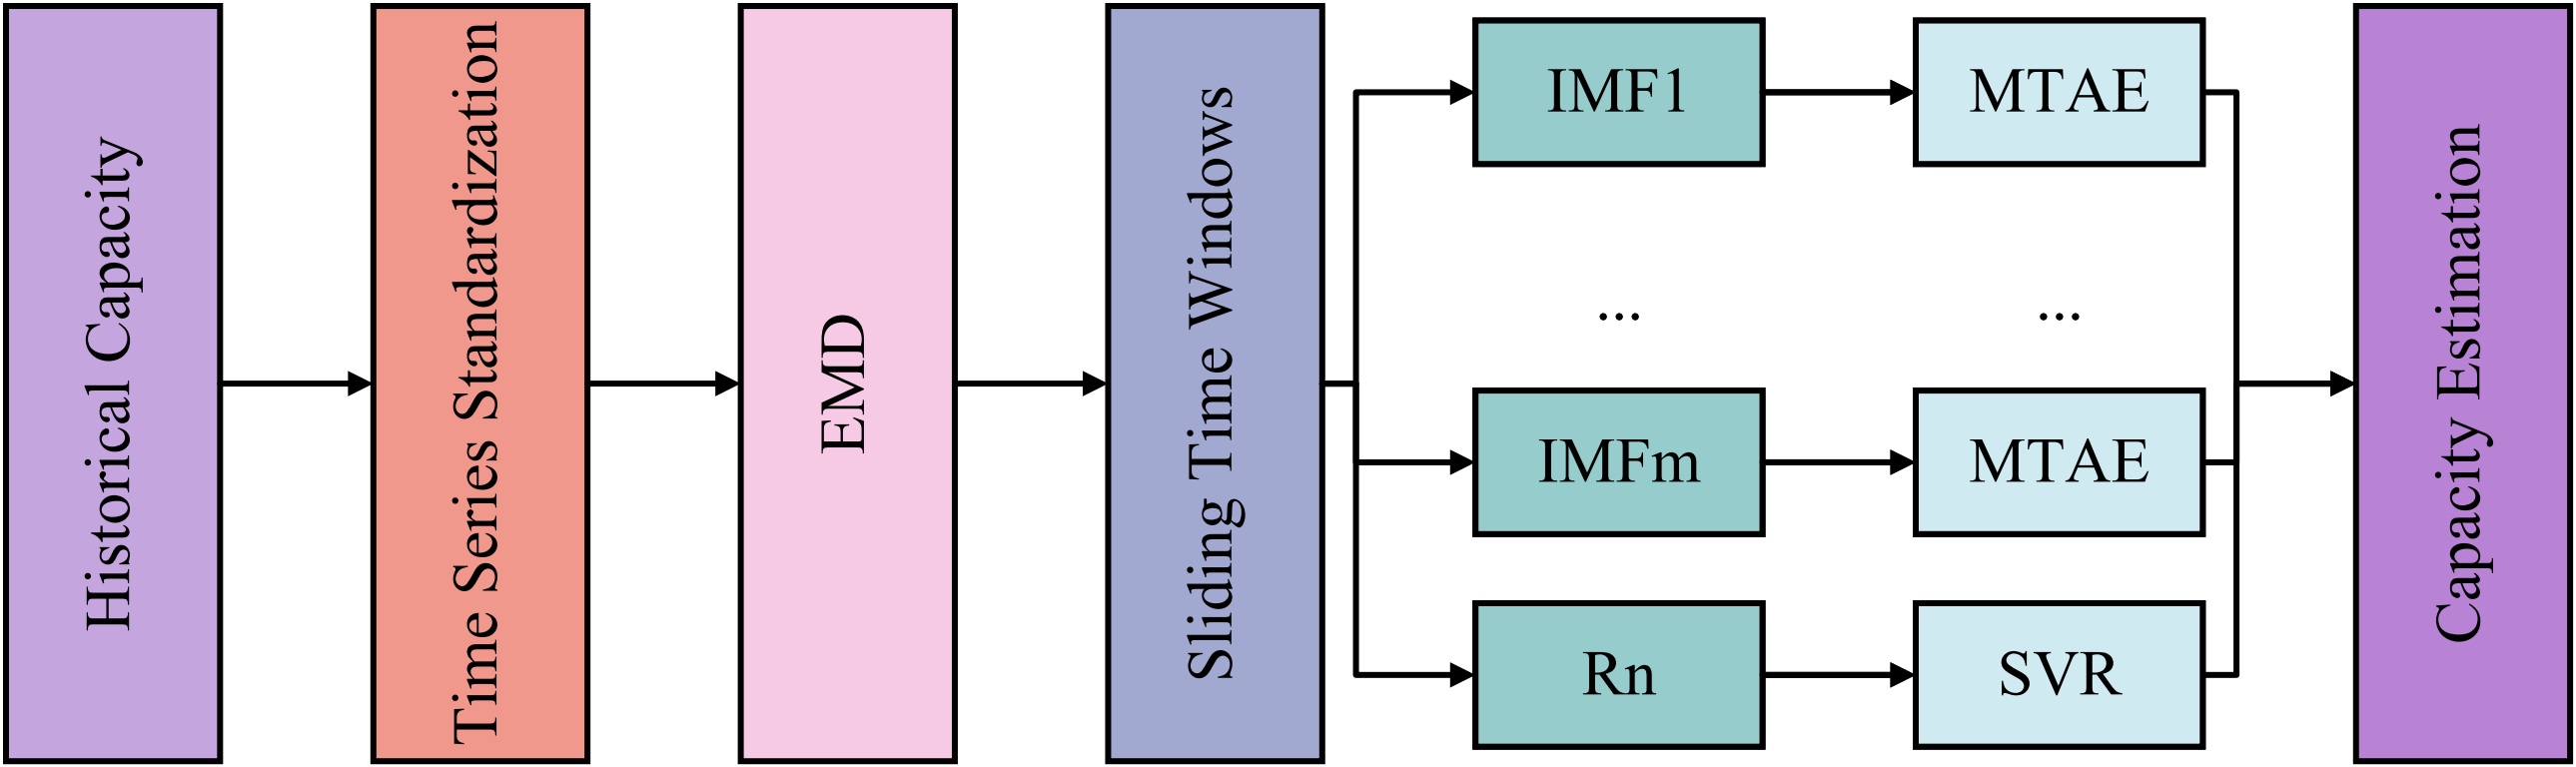 Historical Capacity
Time Series Standardization
EMD
Sliding Time Windows
IMF1
MTAE
...
...
IMFm
MTAE
Rn
SVR
Capacity Estimation